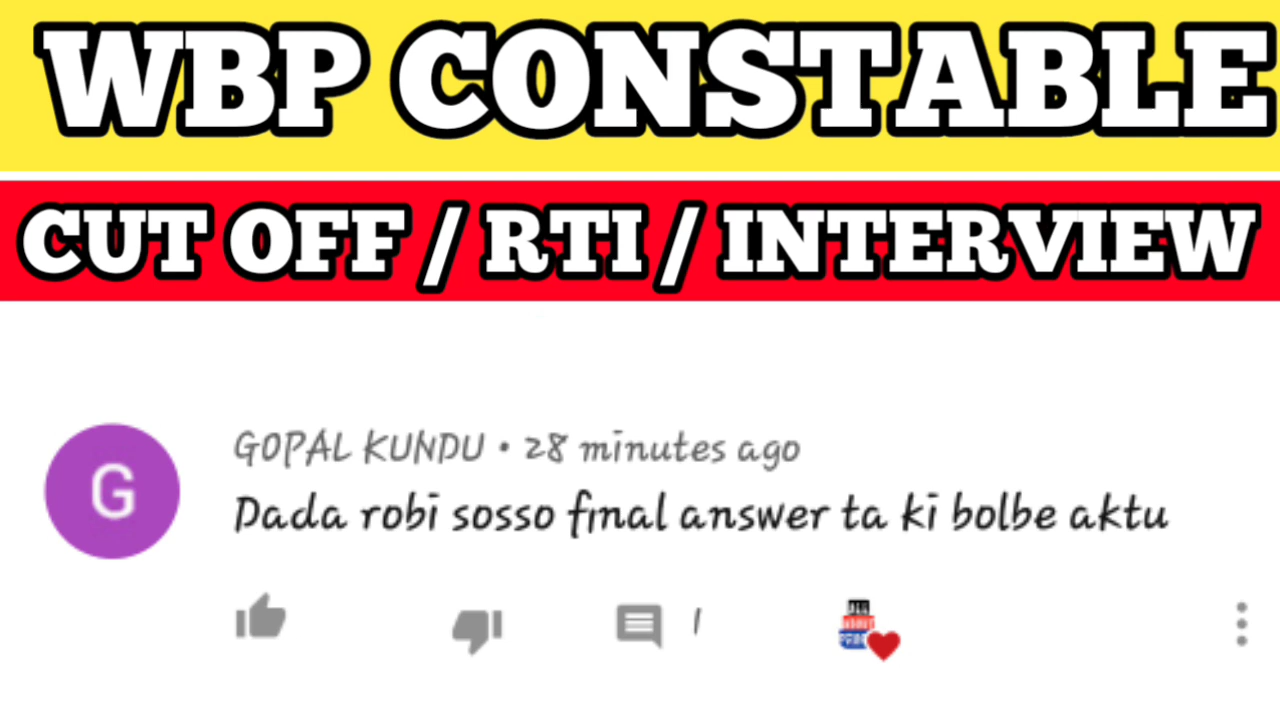 WBP CONSTABLE
CUT OFF / RTI / INTERVIEW
G
GOPAL KUNDU • 28 minutes ago
Dada robi sosso final answer ta ki bolbe aktu
1